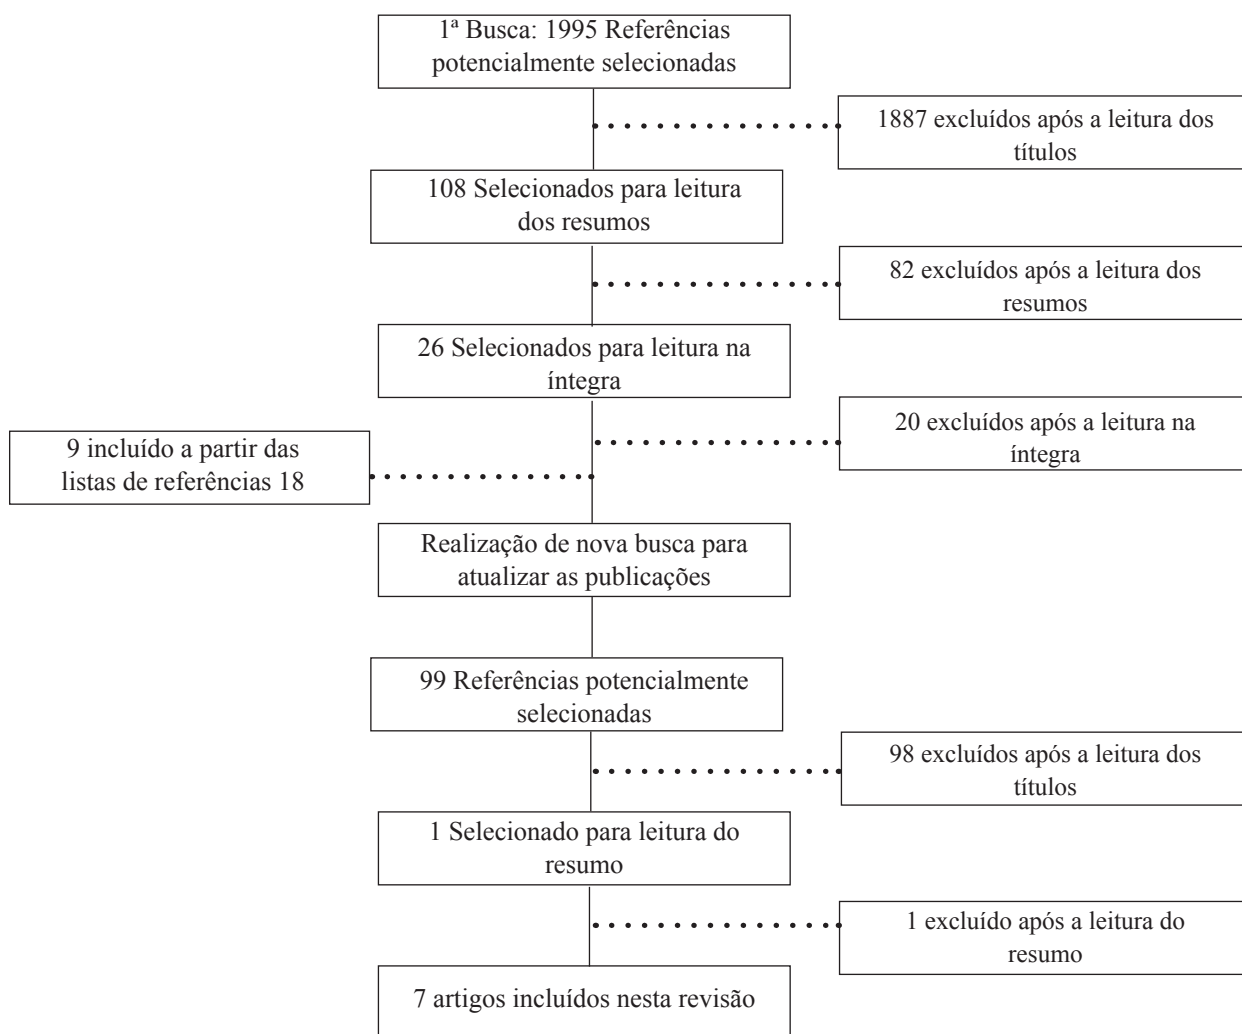 1ª Busca: 1995 Referências
potencialmente selecionadas
1887 excluídos após a leitura dos
títulos
108 Selecionados para leitura
dos resumos
82 excluídos após a leitura dos
resumos
26 Selecionados para leitura na
íntegra
20 excluídos após a leitura na
íntegra
9 incluído a partir das
listas de referências 18
Realização de nova busca para
atualizar as publicações
99 Referências potencialmente
selecionadas
98 excluídos após a leitura dos
títulos
1 Selecionado para leitura do
resumo
1 excluído após a leitura do
resumo
7 artigos incluídos nesta revisão